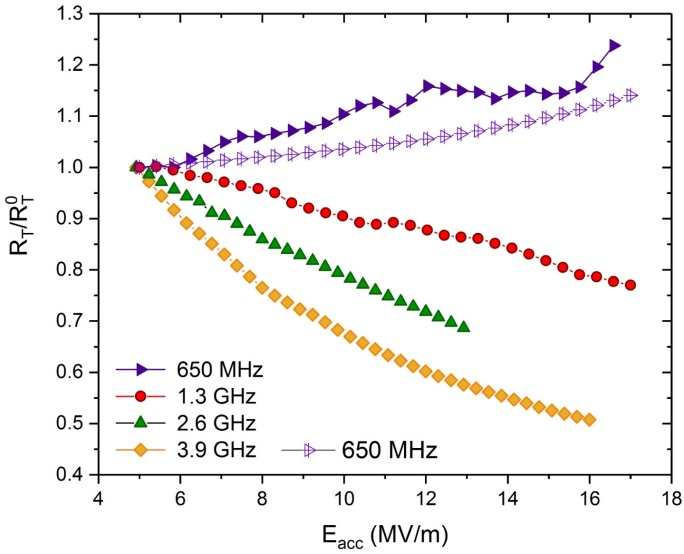 1.3
1.2
1.1
1.0
0.9
0.8
0.7
0.6
0.5
0.4
R_T/R_T^0
650 MHz
1.3 GHz
2.6 GHz
3.9 GHz
650 MHz
4 6 8 10 12 14 16 18
E_acc (MV/m)